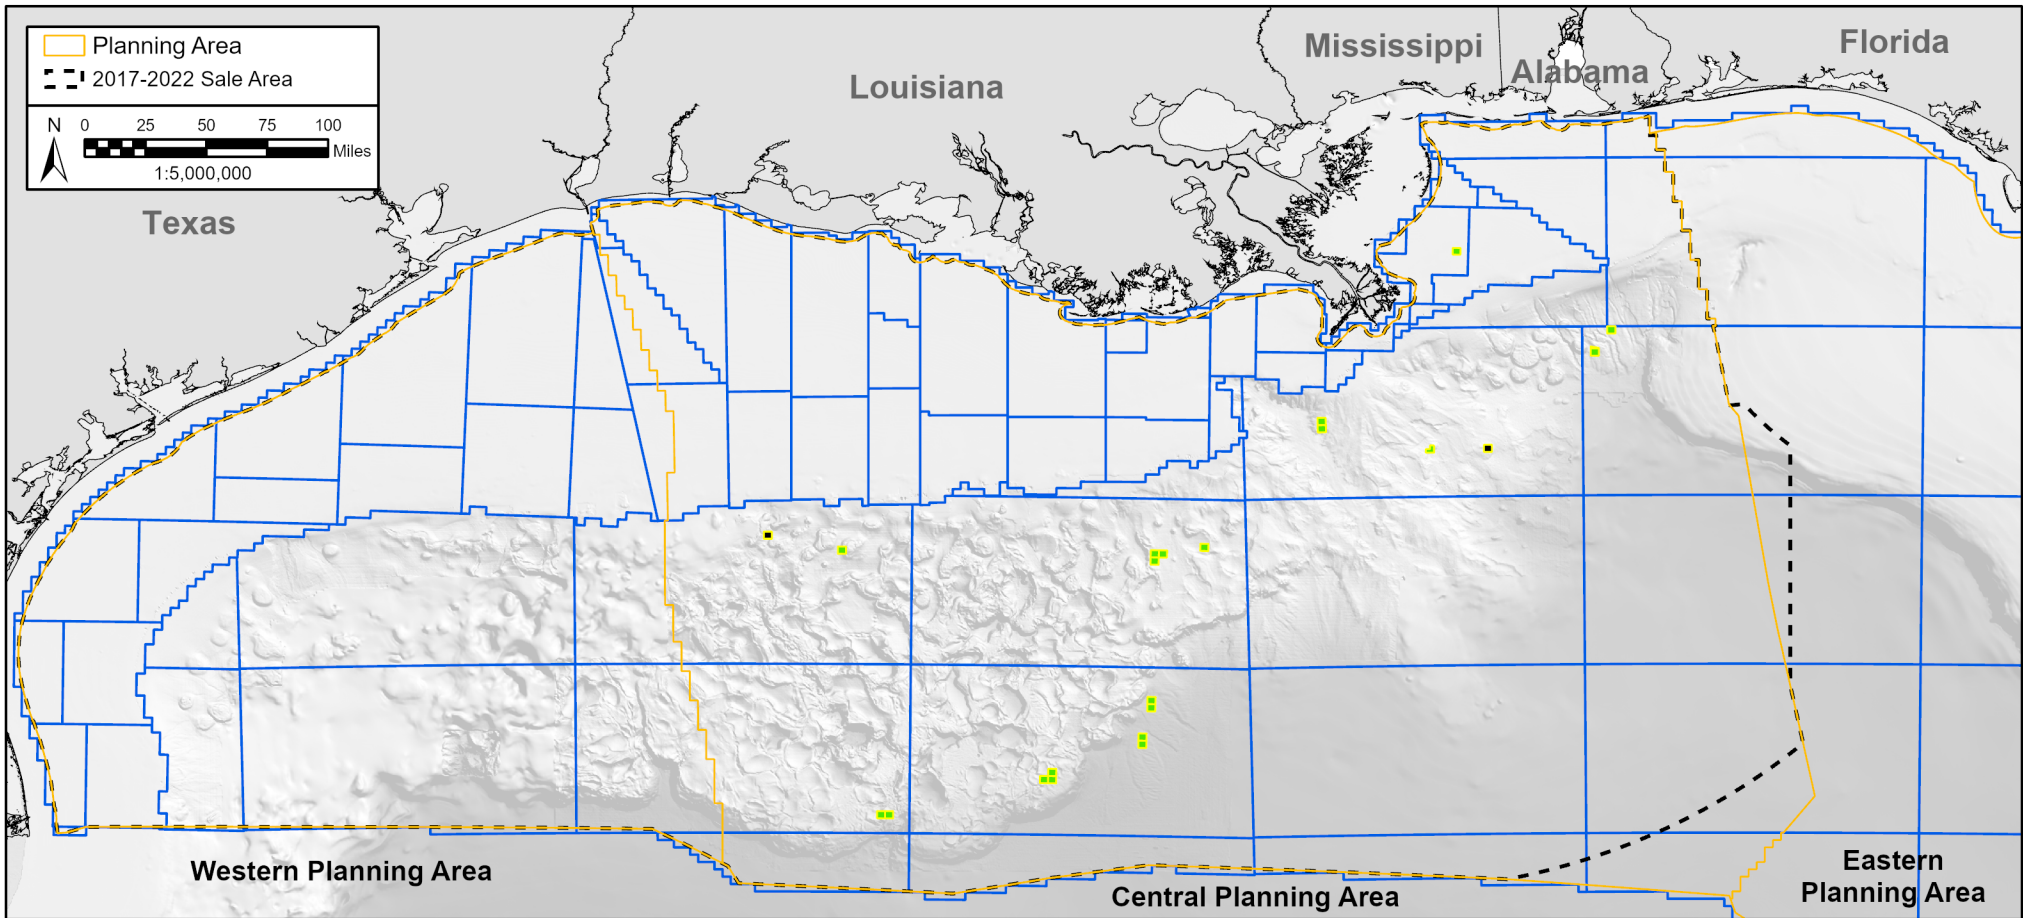 Planning Area
2017-2022 Sale Area
N
0 25 50 75 100
Miles
1:5,000,000
Texas
Louisiana
Mississippi
Alabama
Florida
Western Planning Area
Central Planning Area
Eastern
Planning Area